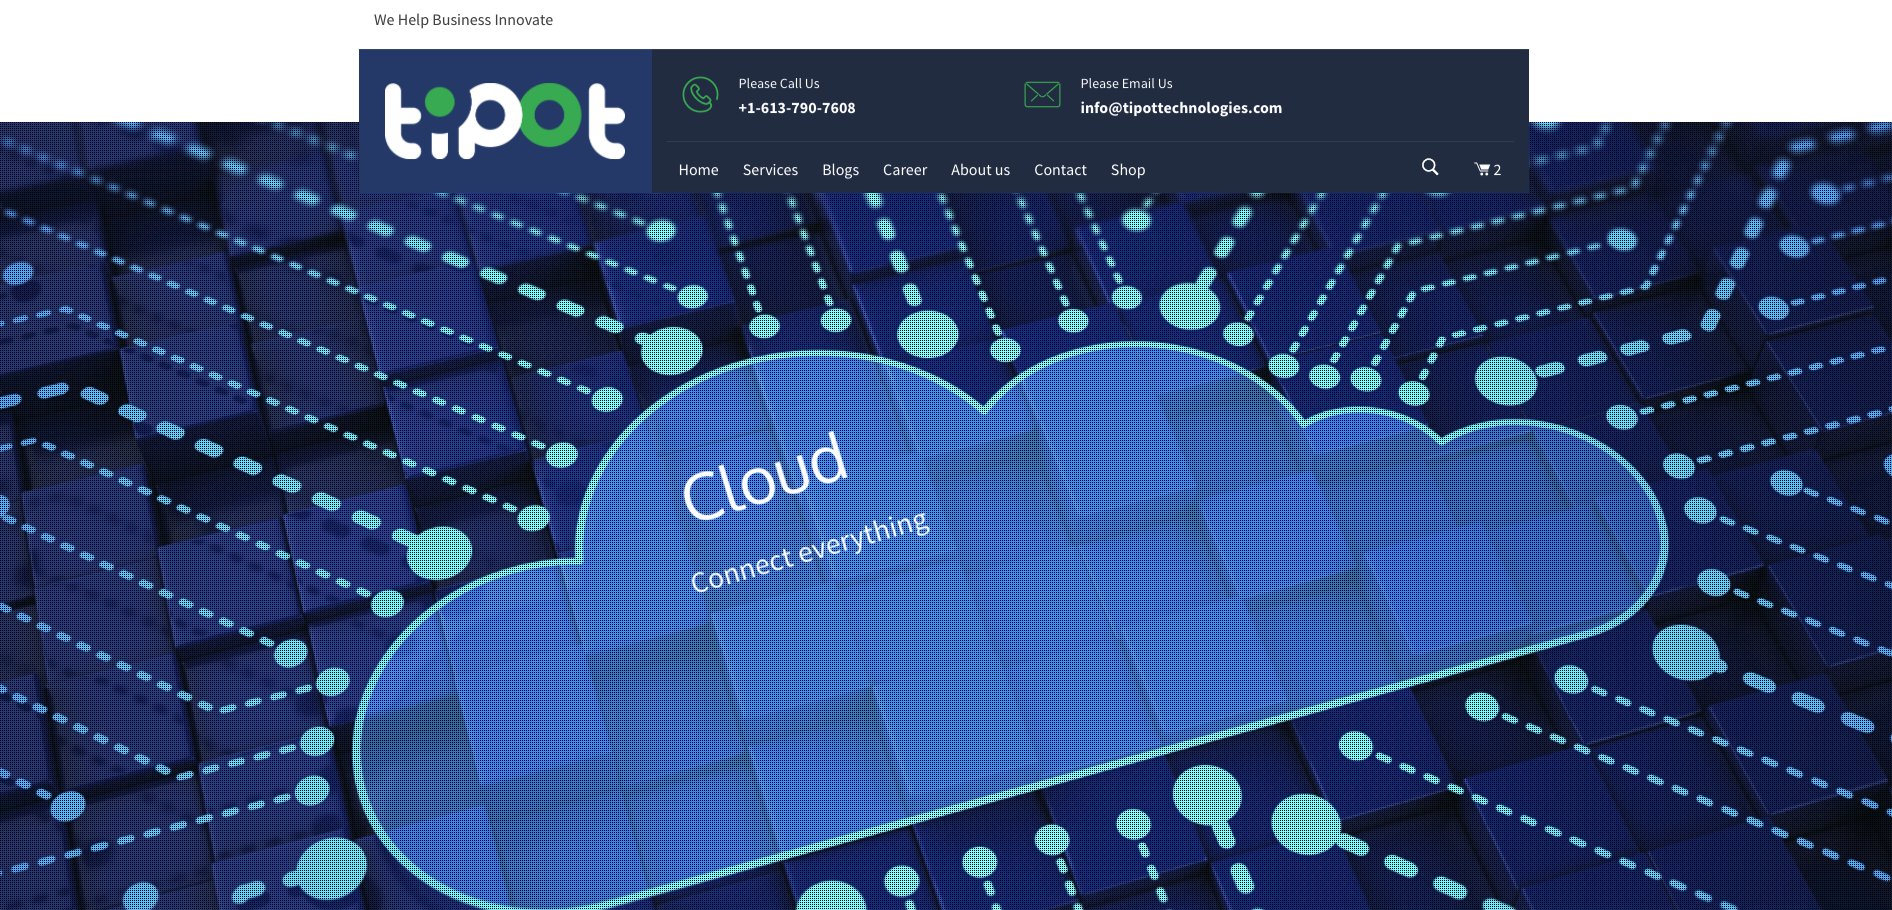 We Help Business Innovate
tipot
Please Call Us
+1-613-790-7608
Please Email Us
info@tipottechnologies.com
Home Services Blogs Career About us Contact Shop
2
Cloud
Connect everything